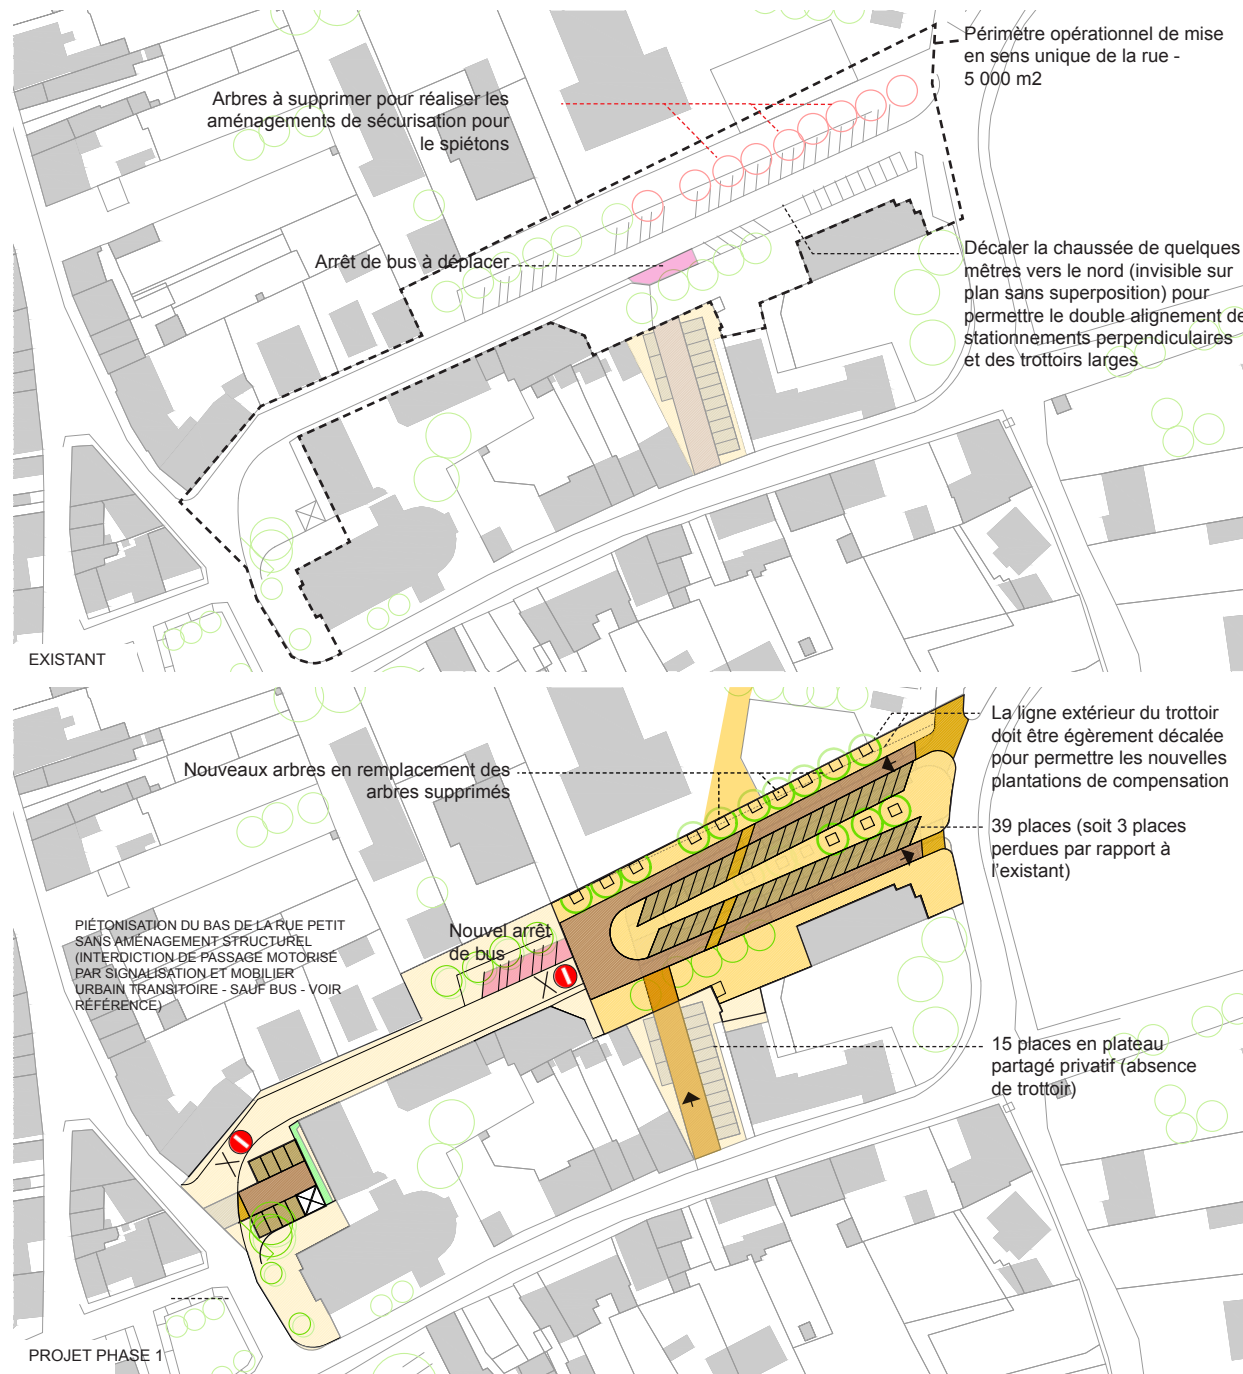 Périmètre opérationnel de mise
en sens unique de la rue -
5 000 m2
Arbres à supprimer pour réaliser les
aménagements de sécurisation pour
le spiétons
Arrêt de bus à déplacer
Décaler la chaussée de quelques
mêtres vers le nord (invisible sur
plan sans superposition) pour
permettre le double alignement de
stationnements perpendiculaires
et des trottoirs larges
EXISTANT
La ligne extérieur du trottoir
doit être égèrement décalée
pour permettre les nouvelles
plantations de compensation
Nouveaux arbres en remplacement des
arbres supprimés
39 places (soit 3 places
perdues par rapport à
l'existant)
PIÉTONISATION DU BAS DE LA RUE PETIT
SANS AMÉNAGEMENT STRUCTUREL
(INTERDICTION DE PASSAGE MOTORISÉ
PAR SIGNALISATION ET MOBILIER
URBAIN TRANSITOIRE - SAUF BUS - VOIR
RÉFÉRENCE)
Nouvel arrêt
de bus
15 places en plateau
partagé privatif (absence
de trottoir)
PROJET PHASE 1